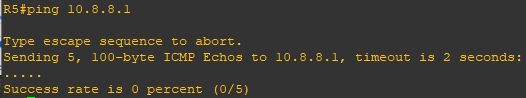 R5#ping 10.8.8.1
Type escape sequence to abort.
Sending 5, 100-byte ICMP Echos to 10.8.8.1, timeout is 2 seconds:
.....
Success rate is 0 percent (0/5)